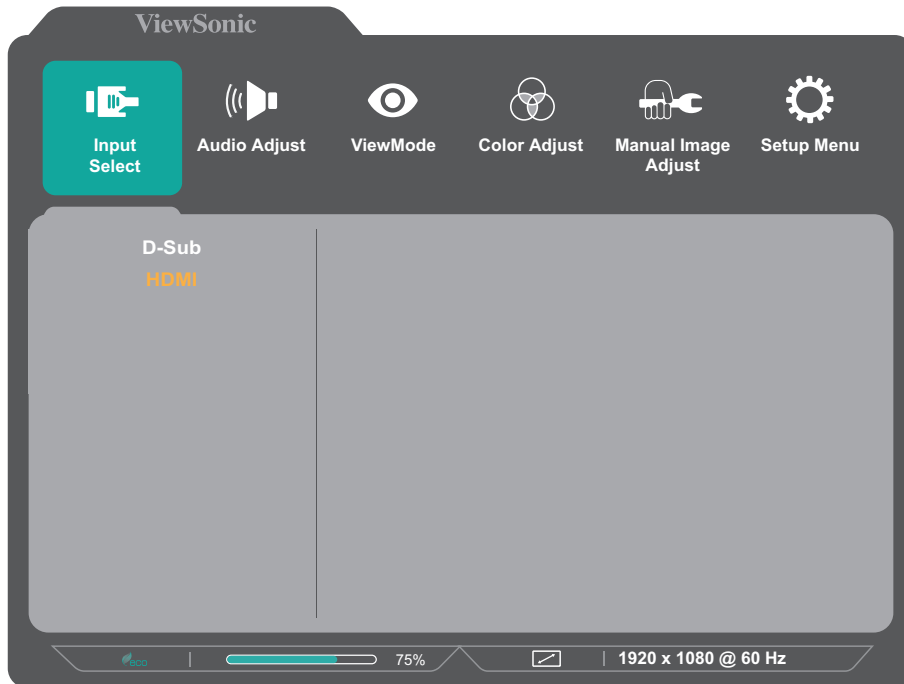 ViewSonic
Input
Select
Audio Adjust
ViewMode
Color Adjust
Manual Image
Adjust
Setup Menu
D-Sub
HDMI
eco
75%
1920 x 1080 @ 60 Hz